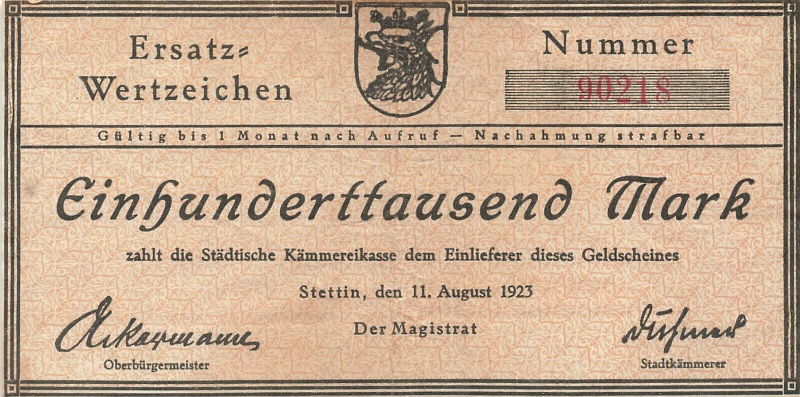 Ersatz=
Wertzeichen
Nummer
90218
Gültig bis 1 Monat nach Aufruf — Nachahmung strafbar
Einhunderttausend Mark
zahlt die Städtische Kämmereikasse dem Einlieferer dieses Geldscheines
Stettin, den 11. August 1923
Der Magistrat
Ackermann
Oberbürgermeister
Stadtkämmerer